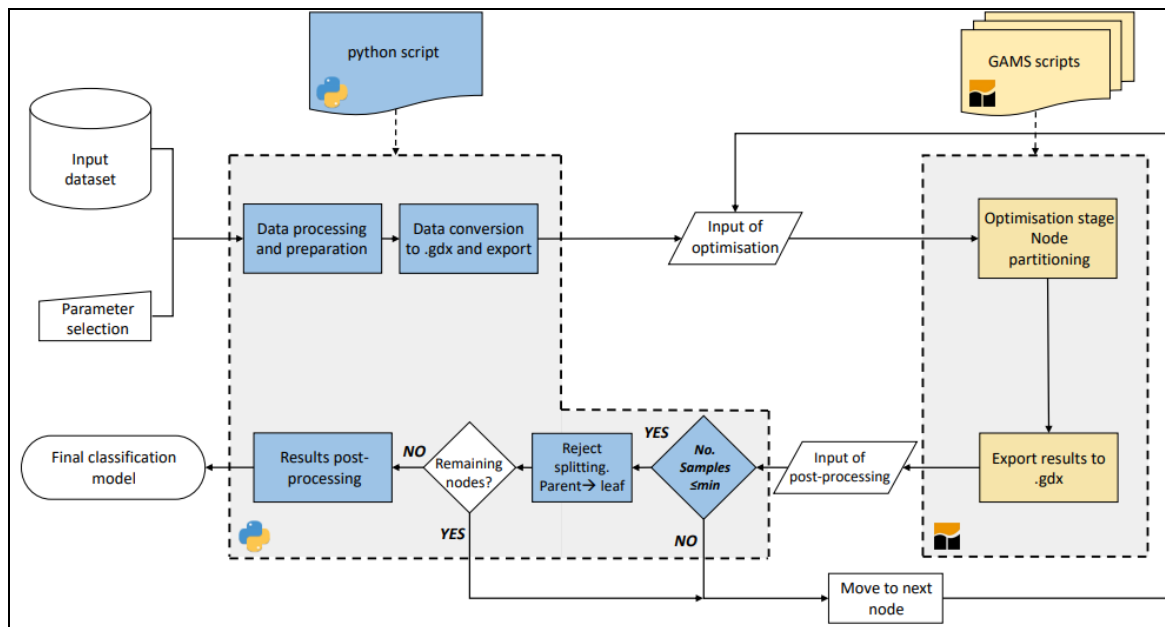 python script
GAMS scripts
Input
dataset
Data processing
and preparation
Data conversion
to .gdx and export
Input of
optimisation
Optimisation stage
Node
partitioning
Parameter
selection
Final classification
model
Results post-
processing
NO
Remaining
nodes?
YES
Reject splitting.
Parent→ leaf
YES
No.
Samples
≤min
NO
Input of
post-processing
Export results to
.gdx
Move to next
node